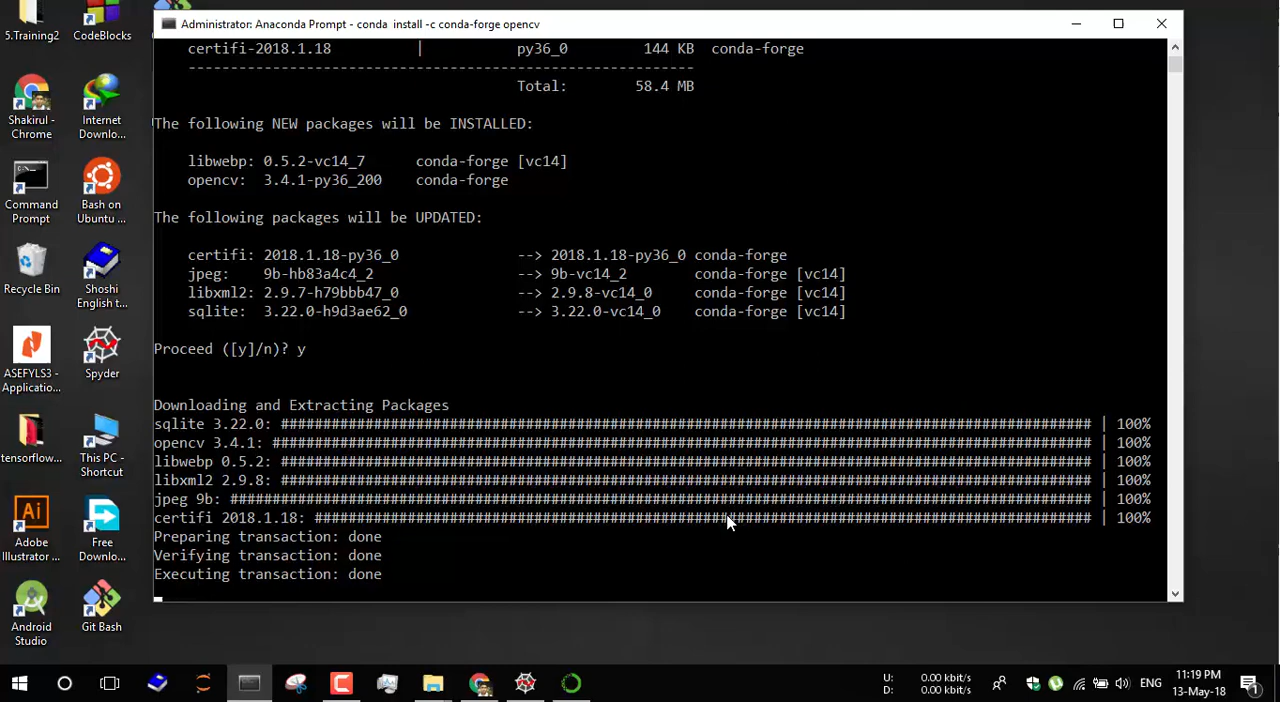 5.Training2
CodeBlocks
Shakirul -
Chrome
Internet
Downlo...
Command
Prompt
Bash on
Ubuntu ...
Recycle Bin
Shoshi
English t...
ASEFYLS3 -
Applicatio...
Spyder
tensorflow...
This PC -
Shortcut
Ai
Adobe
Illustrator ...
Free
Downlo...
Android
Studio
Git Bash
Administrator: Anaconda Prompt - conda  install -c conda-forge opencv
certifi-2018.1.18          |           py36_0         144 KB  conda-forge
------------------------------------------------------------
Total:        58.4 MB
The following NEW packages will be INSTALLED:
libwebp: 0.5.2-vc14_7      conda-forge [vc14]
opencv:  3.4.1-py36_200    conda-forge
The following packages will be UPDATED:
certifi: 2018.1.18-py36_0              --> 2018.1.18-py36_0 conda-forge
jpeg:    9b-hb83a4c4_2                 --> 9b-vc14_2        conda-forge [vc14]
libxml2: 2.9.7-h79bbb47_0              --> 2.9.8-vc14_0     conda-forge [vc14]
sqlite:  3.22.0-h9d3ae62_0             --> 3.22.0-vc14_0    conda-forge [vc14]
Proceed ([y]/n)? y
Downloading and Extracting Packages
sqlite 3.22.0: ################################################################################################ | 100%
opencv 3.4.1: ################################################################################################# | 100%
libwebp 0.5.2: ################################################################################################ | 100%
libxml2 2.9.8: ################################################################################################ | 100%
jpeg 9b: ###################################################################################################### | 100%
certifi 2018.1.18: ############################################################################################ | 100%
Preparing transaction: done
Verifying transaction: done
Executing transaction: done
U: 0.00 kbit/s
D: 0.00 kbit/s
ENG
11:19 PM
13-May-18
1